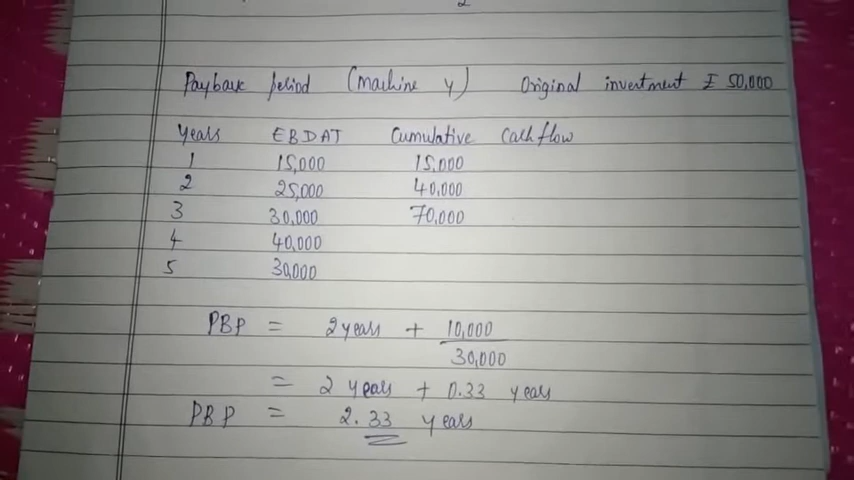 2
Payback period (Machine y) Original investment ₹ 50,000
Years EBDAT Cumulative Cash flow
1 15,000 15,000
2 25,000 40,000
3 30,000 70,000
4 40,000
5 30,000
PBP = 2 years + 10,000
30,000
= 2 years + 0.33 years
PBP = 2.33 years